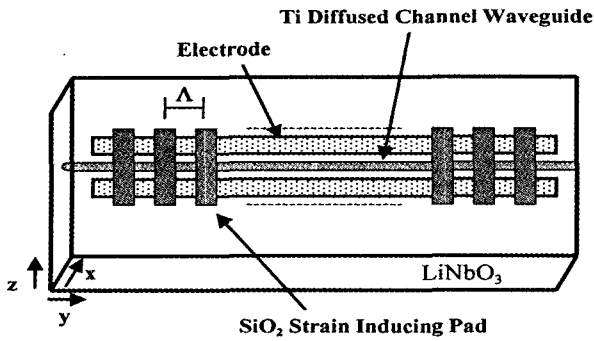 Ti Diffused Channel Waveguide
Electrode
Λ
LiNbO₃
z
x
y
SiO₂ Strain Inducing Pad